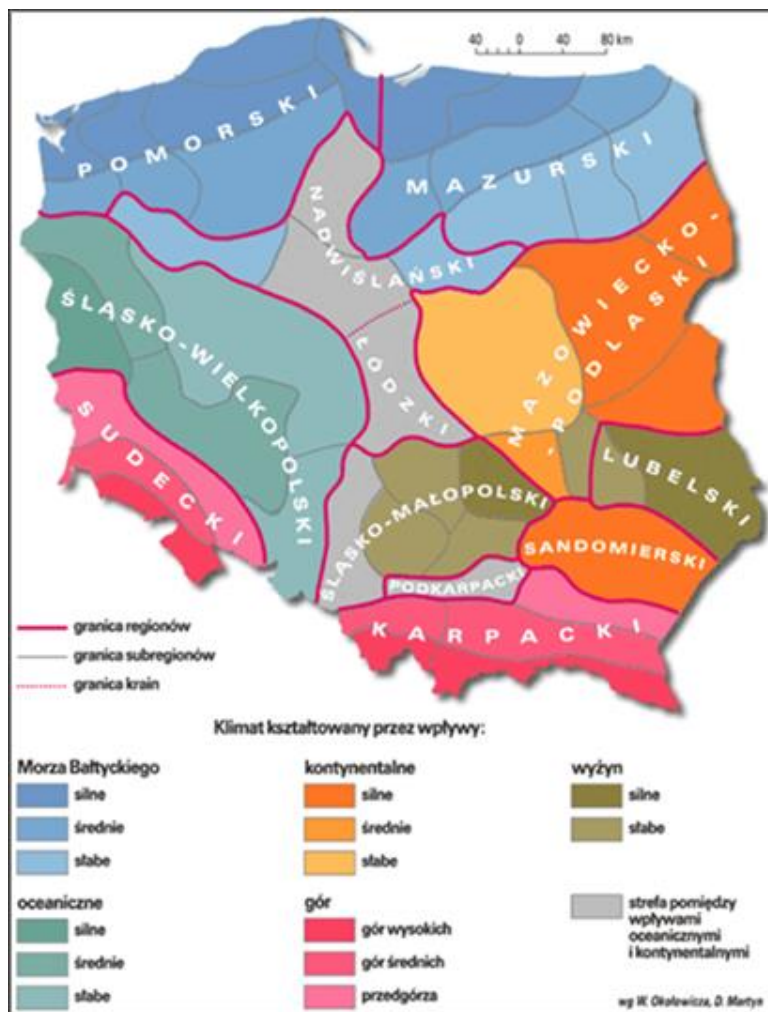 40 0 40 80 km
POMORSKI
MAZURSKI
NADWIŚLAŃSKI
MAZOWIECKO-
-PODLASKI
ŚLĄSKO-WIELKOPOLSKI
ŁÓDZKI
SUDECKI
LUBELSKI
ŚLĄSKO-MAŁOPOLSKI
SANDOMIERSKI
PODKARPACKI
KARPACKI
granica regionów
granica subregionów
granica krain
Klimat kształtowany przez wpływy:
Morza Bałtyckiego
silne
średnie
słabe
kontynentalne
silne
średnie
słabe
wyżyn
silne
słabe
oceaniczne
silne
średnie
słabe
gór
gór wysokich
gór średnich
przedgórza
strefa pomiędzy
wpływami
oceanicznymi
i kontynentalnymi
wg W. Okołowicza, D. Martyn